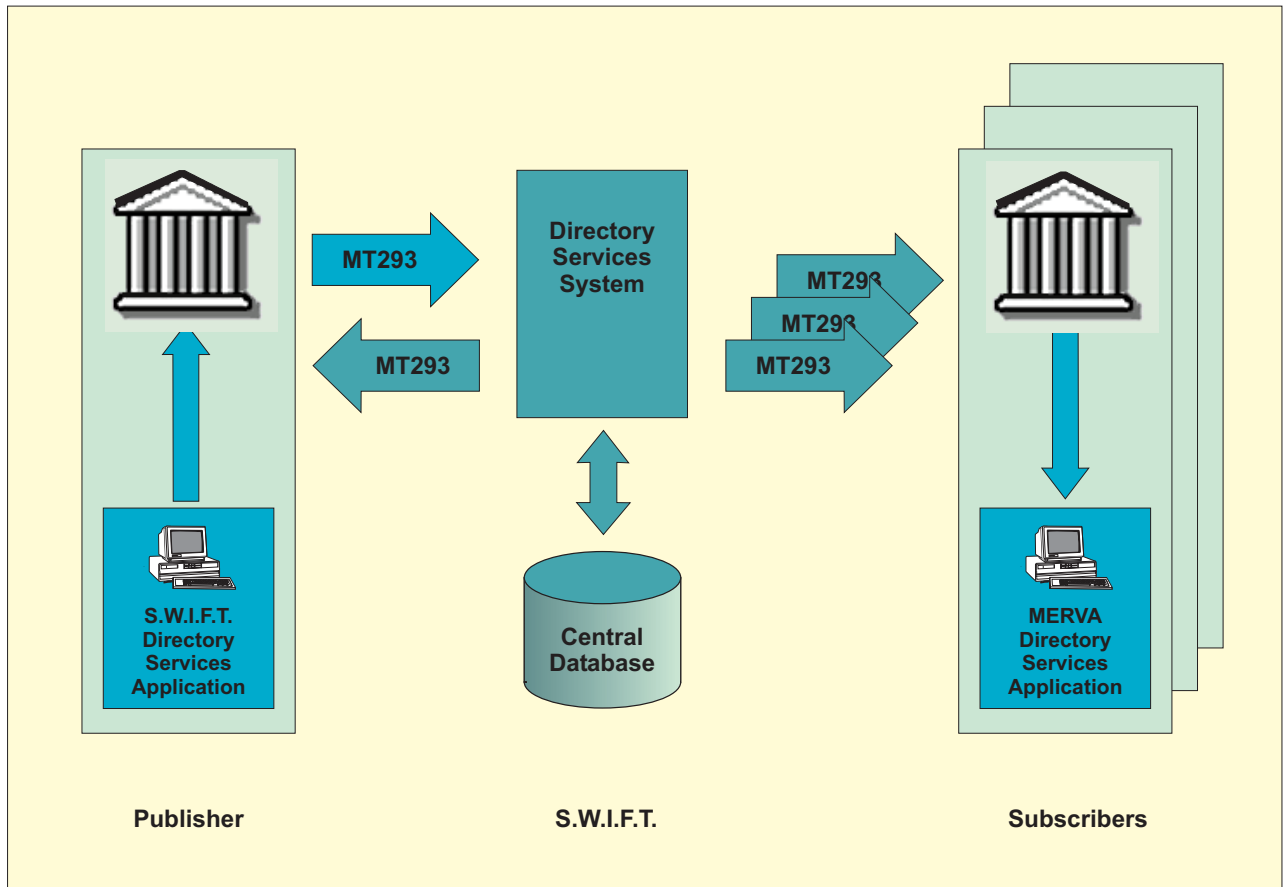 MT293
MT293
S.W.I.F.T.
Directory
Services
Application
Publisher
Directory
Services
System
Central
Database
S.W.I.F.T.
MT293
MT293
MT293
MERVA
Directory
Services
Application
Subscribers